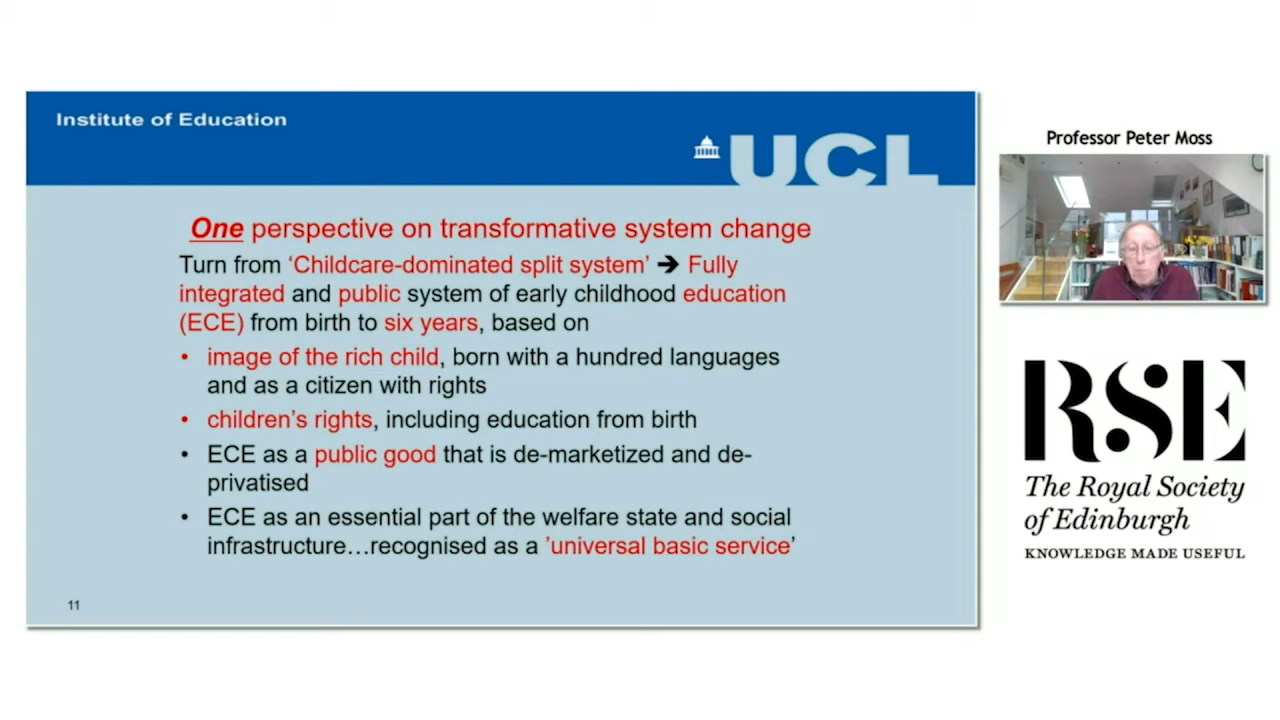 Institute of Education
UCL
One perspective on transformative system change
Turn from ‘Childcare-dominated split system’ ➔ Fully
integrated and public system of early childhood education
(ECE) from birth to six years, based on
• image of the rich child, born with a hundred languages
and as a citizen with rights
• children’s rights, including education from birth
• ECE as a public good that is de-marketized and de-
privatised
• ECE as an essential part of the welfare state and social
infrastructure…recognised as a ’universal basic service’
11
Professor Peter Moss
RSE
The Royal Society
of Edinburgh
KNOWLEDGE MADE USEFUL